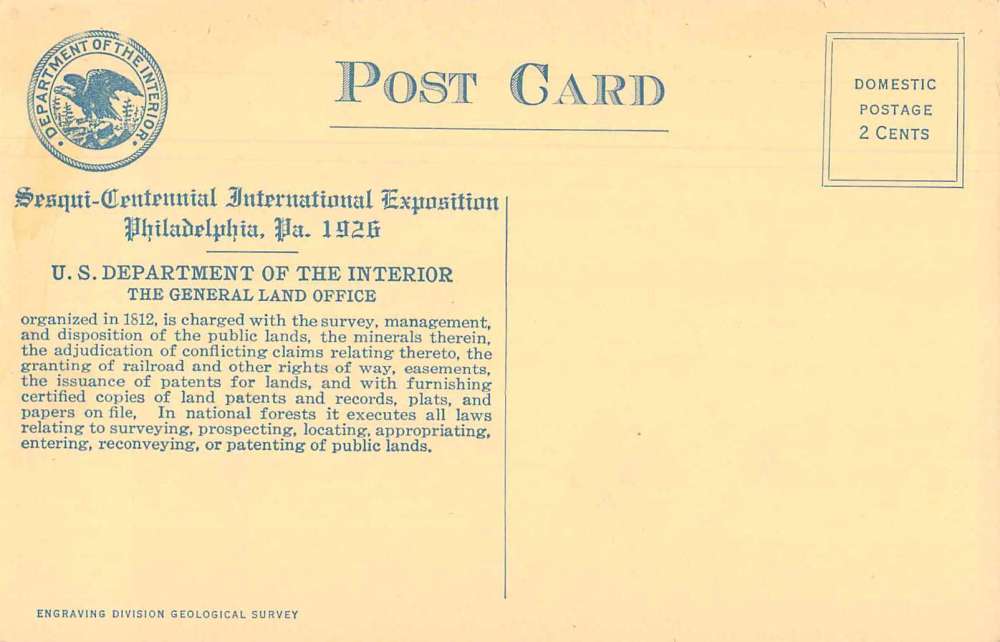 DEPARTMENT OF THE INTERIOR
POST CARD
DOMESTIC
POSTAGE
2 CENTS
Sesqui-Centennial International Exposition
Philadelphia, Pa. 1926
U. S. DEPARTMENT OF THE INTERIOR
THE GENERAL LAND OFFICE
organized in 1812, is charged with the survey, management,
and disposition of the public lands, the minerals therein,
the adjudication of conflicting claims relating thereto, the
granting of railroad and other rights of way, easements,
the issuance of patents for lands, and with furnishing
certified copies of land patents and records, plats, and
papers on file, In national forests it executes all laws
relating to surveying, prospecting, locating, appropriating,
entering, reconveying, or patenting of public lands.
ENGRAVING DIVISION GEOLOGICAL SURVEY